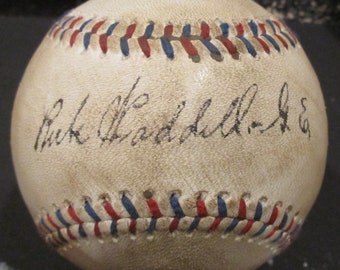 Rube Waddell - G. E.